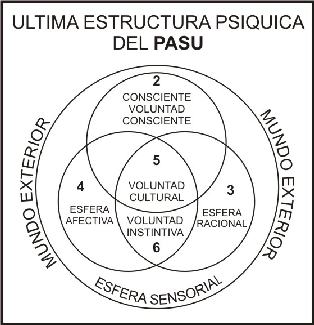 ULTIMA ESTRUCTURA PSIQUICA
DEL PASU
2
CONSCIENTE
VOLUNTAD
CONSCIENTE
MUNDO EXTERIOR
MUNDO EXTERIOR
5
4
VOLUNTAD
CULTURAL
3
ESFERA
AFECTIVA
VOLUNTAD
INSTINTIVA
ESFERA
RACIONAL
6
ESFERA SENSORIAL